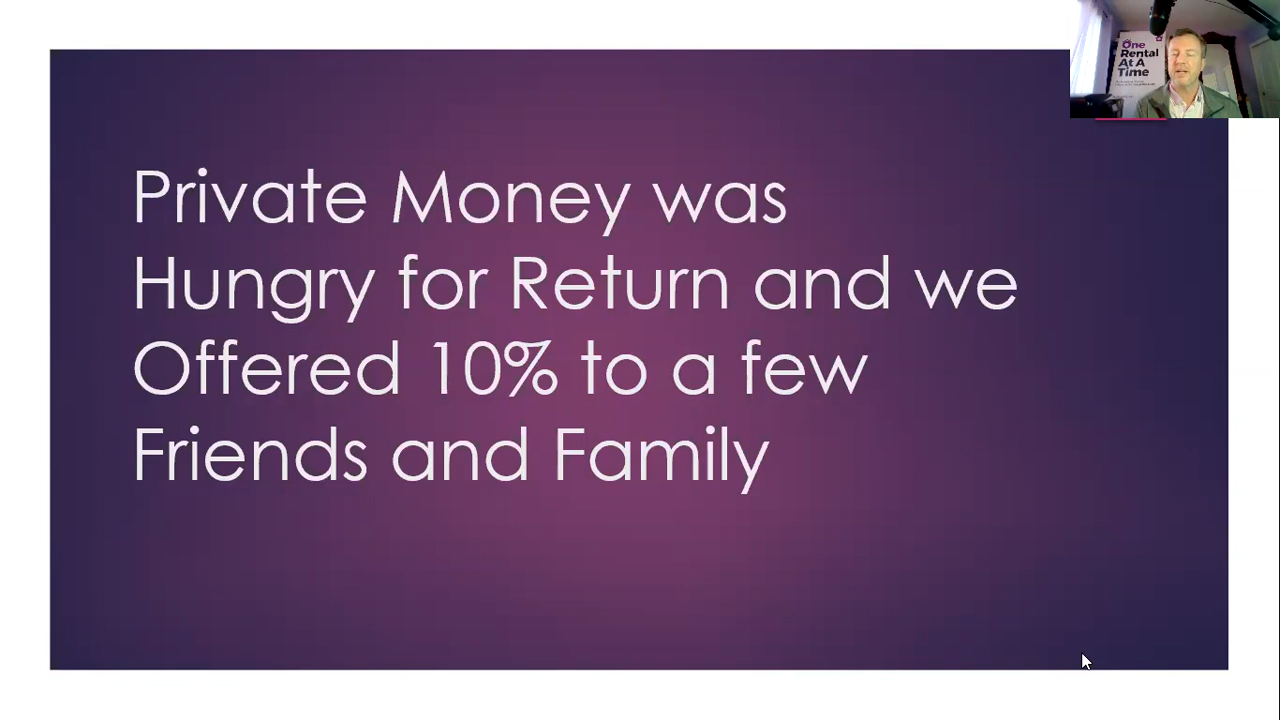 Private Money was
Hungry for Return and we
Offered 10% to a few
Friends and Family
One
Rental
At A
Time